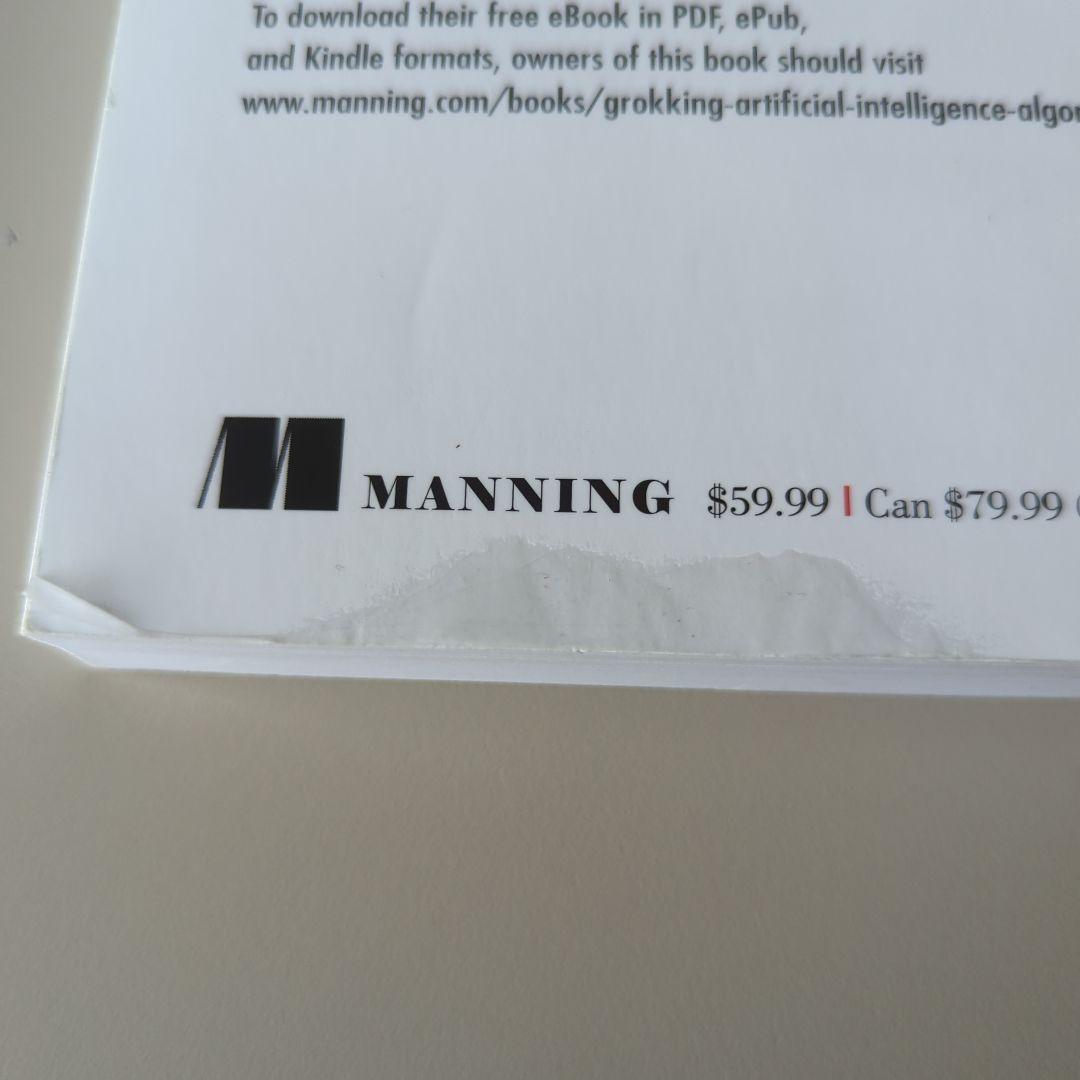 To download their free eBook in PDF, ePub,
and Kindle formats, owners of this book should visit
www.manning.com/books/grokking-artificial-intelligence-algor
M MANNING $59.99 | Can $79.99